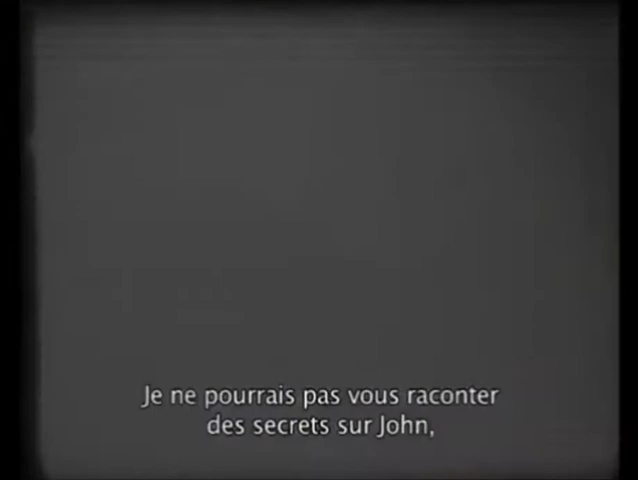 Je ne pourrais pas vous raconter
des secrets sur John,